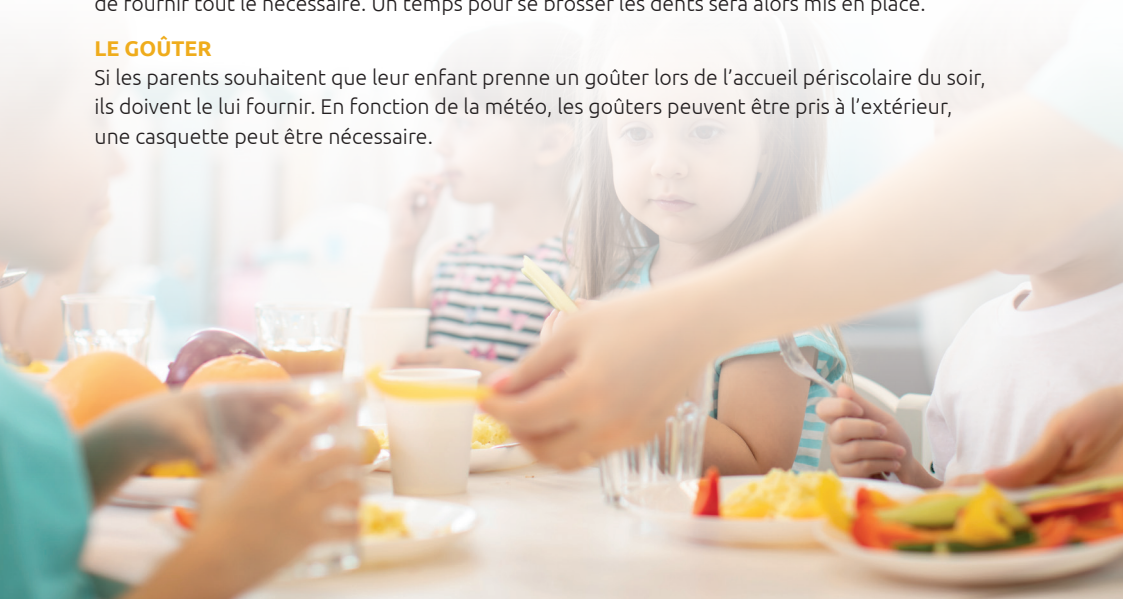 de fournir tout le nécessaire. Un temps pour se brosser les dents sera alors mis en place.
LE GOÛTER
Si les parents souhaitent que leur enfant prenne un goûter lors de l’accueil périscolaire du soir,
ils doivent le lui fournir. En fonction de la météo, les goûters peuvent être pris à l’extérieur,
une casquette peut être nécessaire.